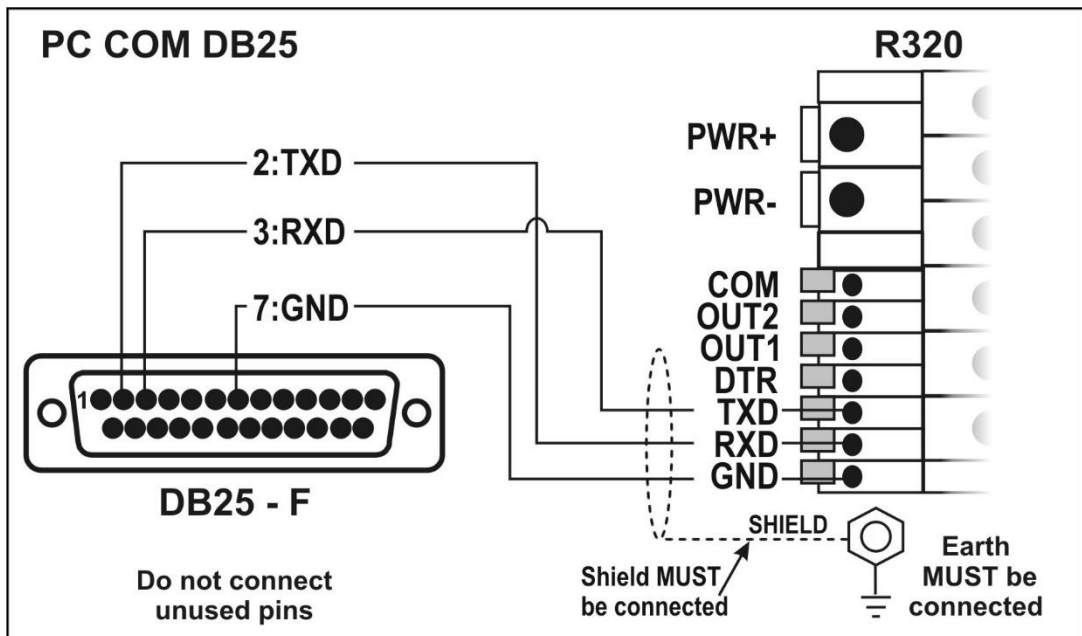 PC COM DB25
R320
PWR+
PWR-
2:TXD
3:RXD
7:GND
COM
OUT2
OUT1
DTR
TXD
RXD
GND
1
DB25 - F
SHIELD
Do not connect
unused pins
Shield MUST
be connected
Earth
MUST be
connected